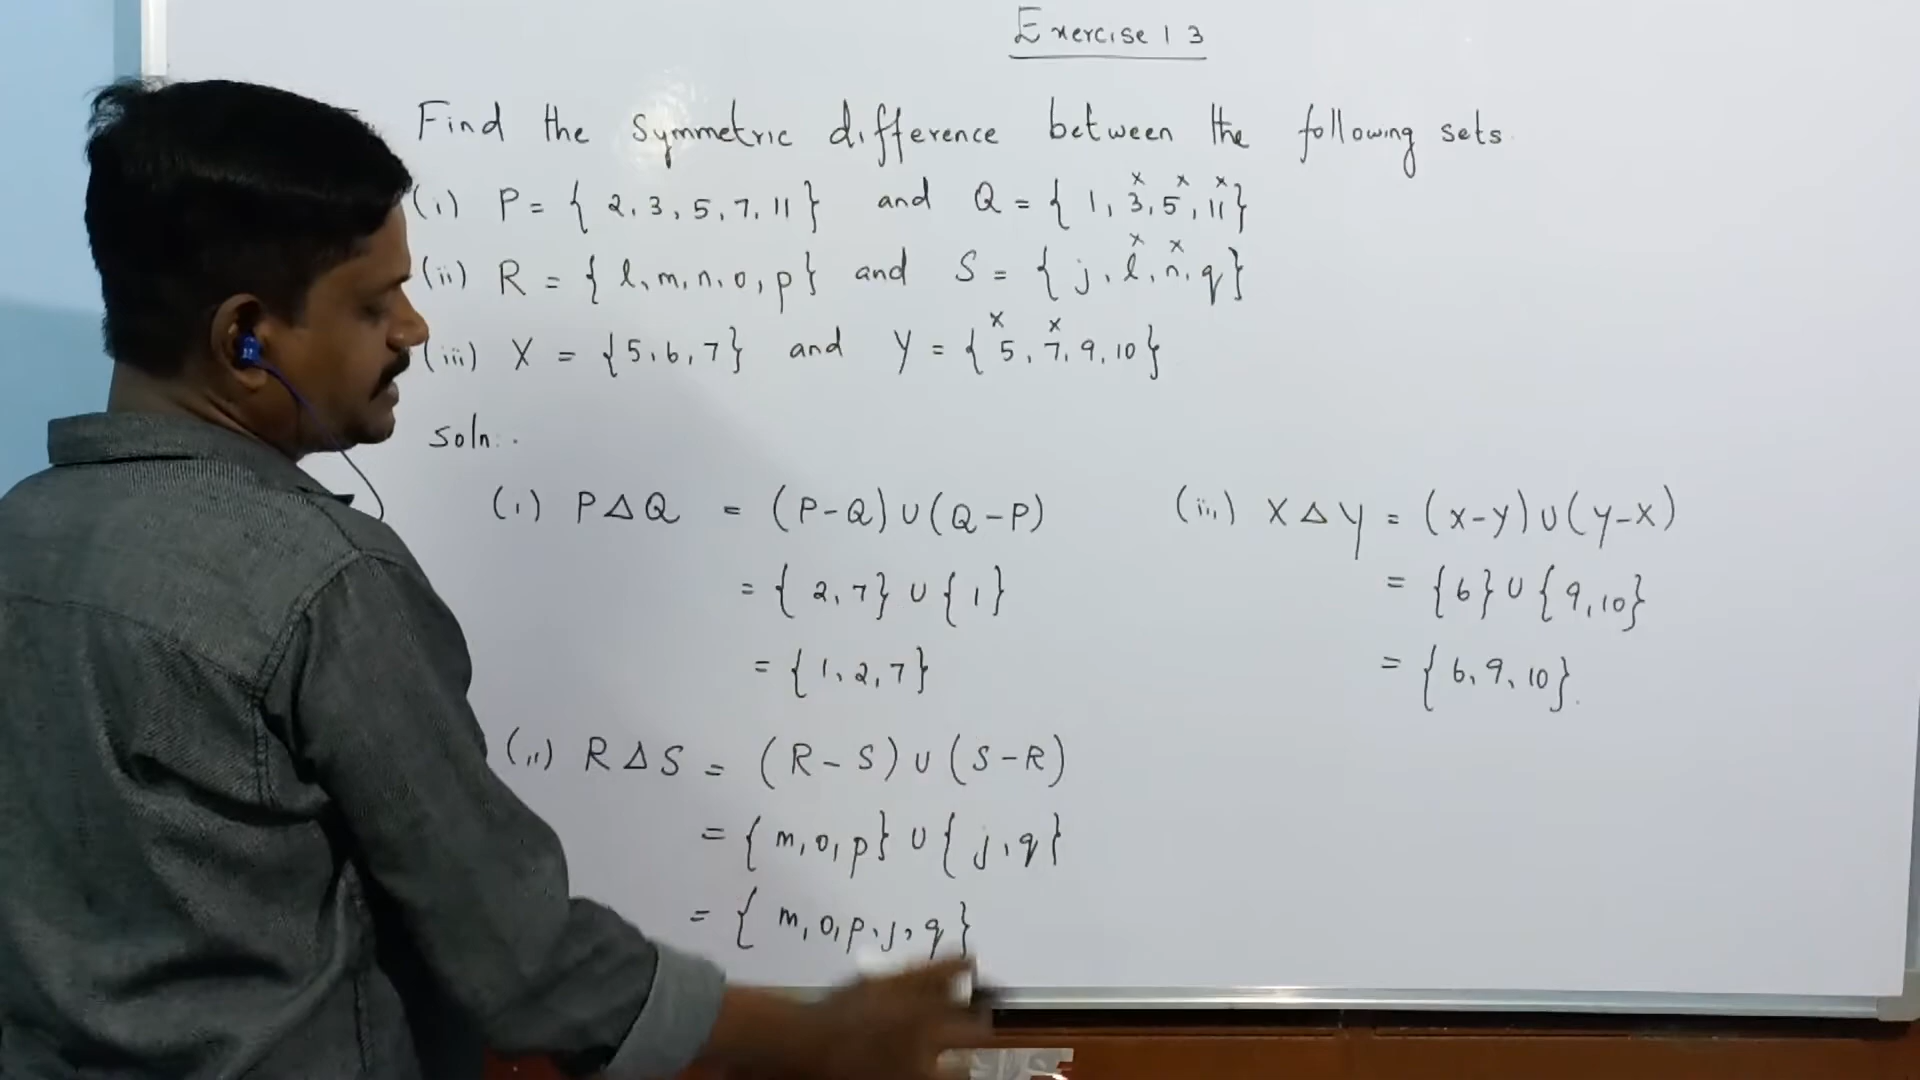 Exercise 1 3
Find the symmetric difference between the following sets.
(i) P = { 2, 3, 5, 7, 11 } and Q = { 1, 3, 5, 11 }
(ii) R = { l, m, n, o, p } and S = { j, l, n, q }
(iii) X = { 5, 6, 7 } and Y = { 5, 7, 9, 10 }
Soln:.
(i) P Δ Q = (P - Q) ∪ (Q - P)
= { 2, 7 } ∪ { 1 }
= { 1, 2, 7 }
(ii) R Δ S = (R - S) ∪ (S - R)
= { m, o, p } ∪ { j, q }
= { m, o, p, j, q }
(iii) X Δ Y = (X - Y) ∪ (Y - X)
= { 6 } ∪ { 9, 10 }
= { 6, 9, 10 }.